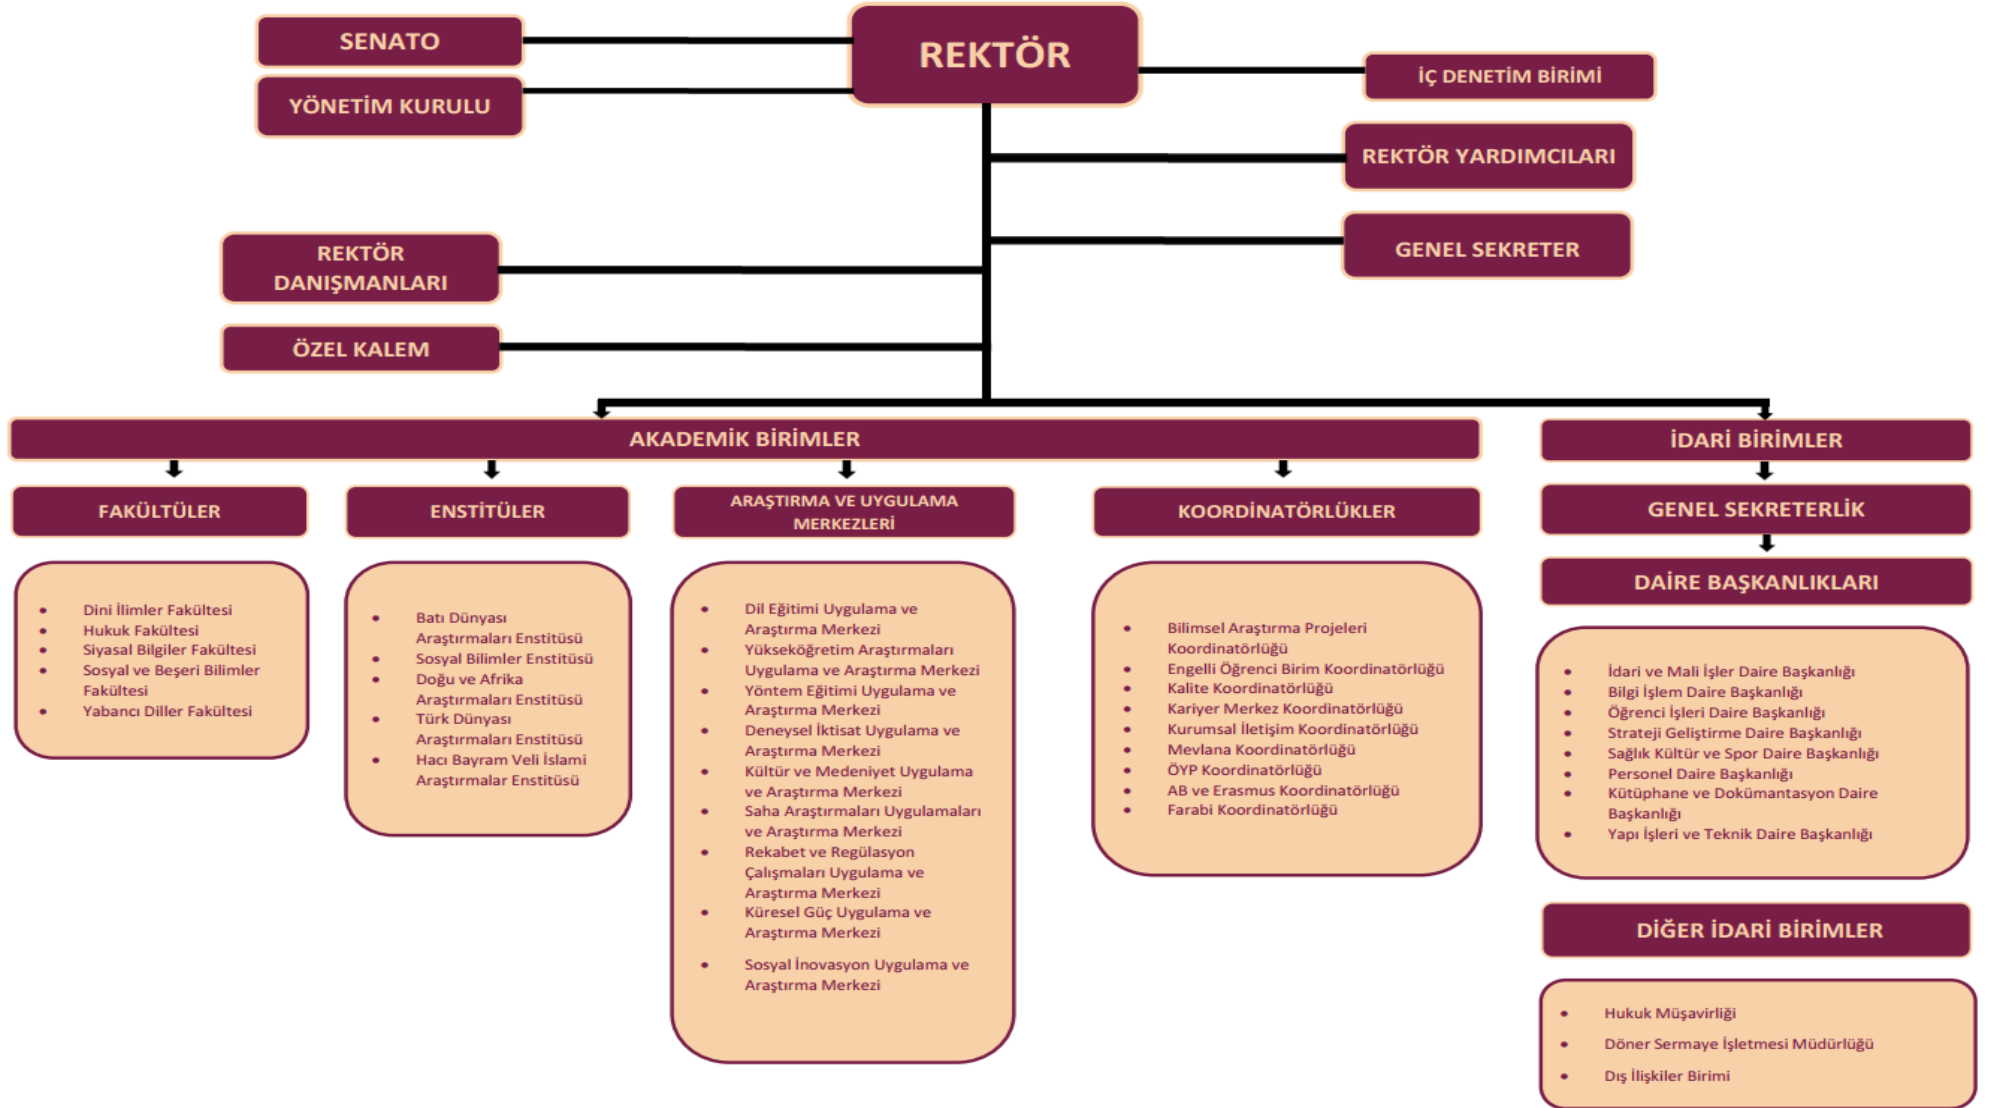 SENATO
REKTÖR
YÖNETİM KURULU
İÇ DENETİM BİRİMİ
REKTÖR YARDIMCILARI
GENEL SEKRETER
REKTÖR
DANIŞMANLARI
ÖZEL KALEM
AKADEMİK BİRİMLER
FAKÜLTÜLER
• Dini İlimler Fakültesi
• Hukuk Fakültesi
• Siyasal Bilgiler Fakültesi
• Sosyal ve Beşeri Bilimler
Fakültesi
• Yabancı Diller Fakültesi
ENSTİTÜLER
• Batı Dünyası
Araştırmaları Enstitüsü
• Sosyal Bilimler Enstitüsü
• Doğu ve Afrika
Araştırmaları Enstitüsü
• Türk Dünyası
Araştırmaları Enstitüsü
• Hacı Bayram Veli İslami
Araştırmalar Enstitüsü
ARAŞTIRMA VE UYGULAMA
MERKEZLERİ
• Dil Eğitimi Uygulama ve
Araştırma Merkezi
• Yükseköğretim Araştırmaları
Uygulama ve Araştırma Merkezi
• Yöntem Eğitimi Uygulama ve
Araştırma Merkezi
• Deneysel İktisat Uygulama ve
Araştırma Merkezi
• Kültür ve Medeniyet Uygulama
ve Araştırma Merkezi
• Saha Araştırmaları Uygulamaları
ve Araştırma Merkezi
• Rekabet ve Regülasyon
Çalışmaları Uygulama ve
Araştırma Merkezi
• Küresel Güç Uygulama ve
Araştırma Merkezi
• Sosyal İnovasyon Uygulama ve
Araştırma Merkezi
KOORDİNATÖRLÜKLER
• Bilimsel Araştırma Projeleri
Koordinatörlüğü
• Engelli Öğrenci Birim Koordinatörlüğü
• Kalite Koordinatörlüğü
• Kariyer Merkez Koordinatörlüğü
• Kurumsal İletişim Koordinatörlüğü
• Mevlana Koordinatörlüğü
• ÖYP Koordinatörlüğü
• AB ve Erasmus Koordinatörlüğü
• Farabi Koordinatörlüğü
İDARİ BİRİMLER
GENEL SEKRETERLİK
DAİRE BAŞKANLIKLARI
• İdari ve Mali İşler Daire Başkanlığı
• Bilgi İşlem Daire Başkanlığı
• Öğrenci İşleri Daire Başkanlığı
• Strateji Geliştirme Daire Başkanlığı
• Sağlık Kültür ve Spor Daire Başkanlığı
• Personel Daire Başkanlığı
• Kütüphane ve Dokümantasyon Daire
Başkanlığı
• Yapı İşleri ve Teknik Daire Başkanlığı
DİĞER İDARİ BİRİMLER
• Hukuk Müşavirliği
• Döner Sermaye İşletmesi Müdürlüğü
• Dış İlişkiler Birimi